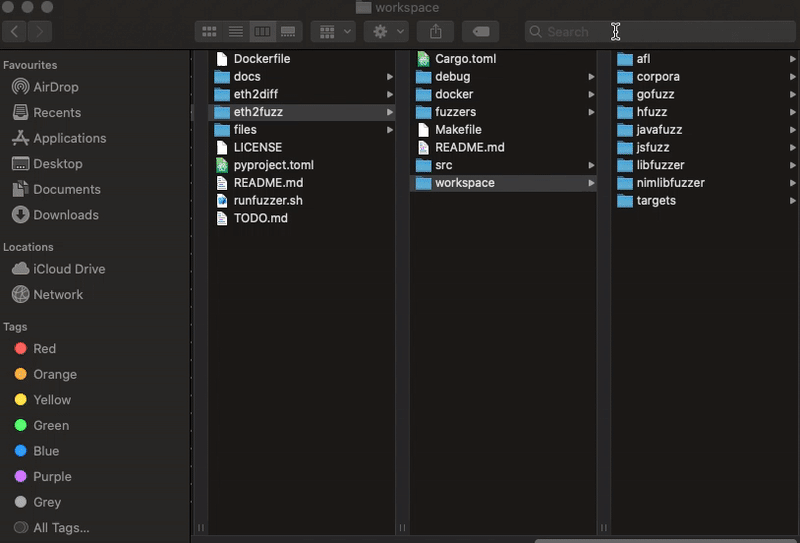 workspace
Search
Favourites
AirDrop
Recents
Applications
Desktop
Documents
Downloads
Locations
iCloud Drive
Network
Tags
Red
Orange
Yellow
Green
Blue
Purple
Grey
All Tags...
Dockerfile
docs
eth2diff
eth2fuzz
files
LICENSE
pyproject.toml
README.md
runfuzzer.sh
TODO.md
Cargo.toml
debug
docker
fuzzers
Makefile
README.md
src
workspace
afl
corpora
gofuzz
hfuzz
javafuzz
jsfuzz
libfuzzer
nimlibfuzzer
targets